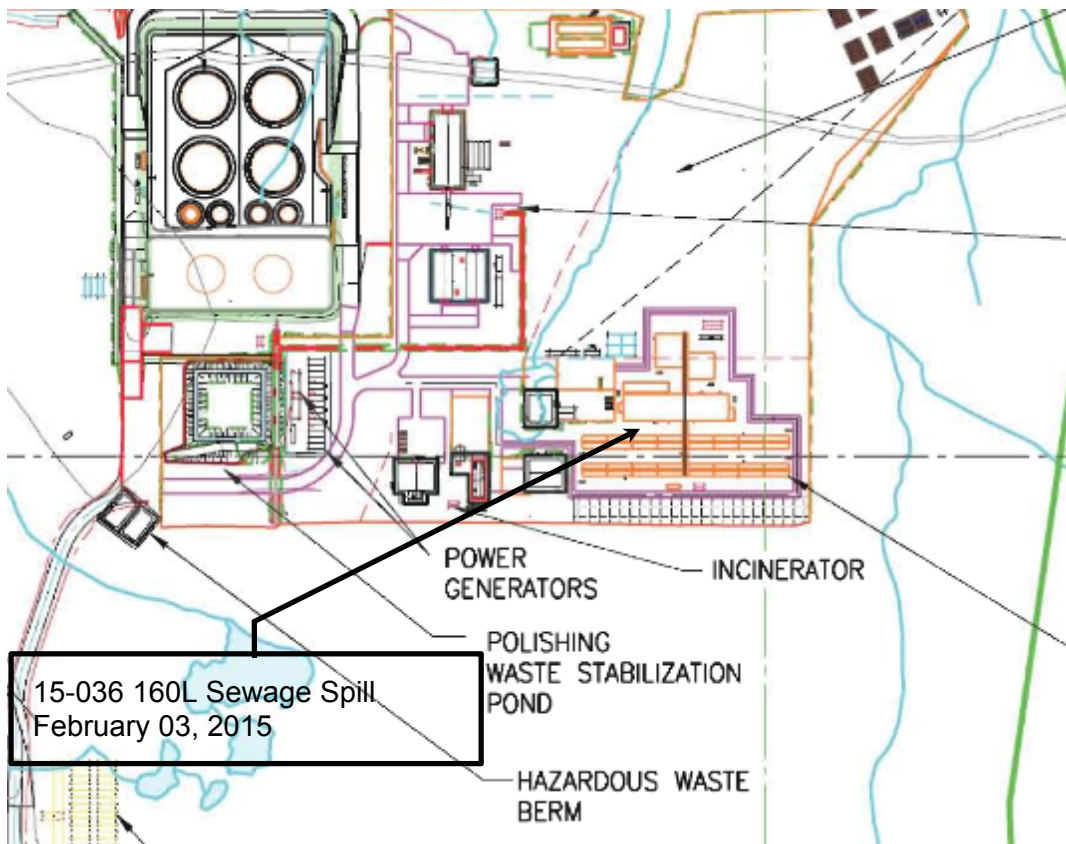 POWER
GENERATORS
INCINERATOR
POLISHING
WASTE STABILIZATION
POND
15-036 160L Sewage Spill
February 03, 2015
HAZARDOUS WASTE
BERM